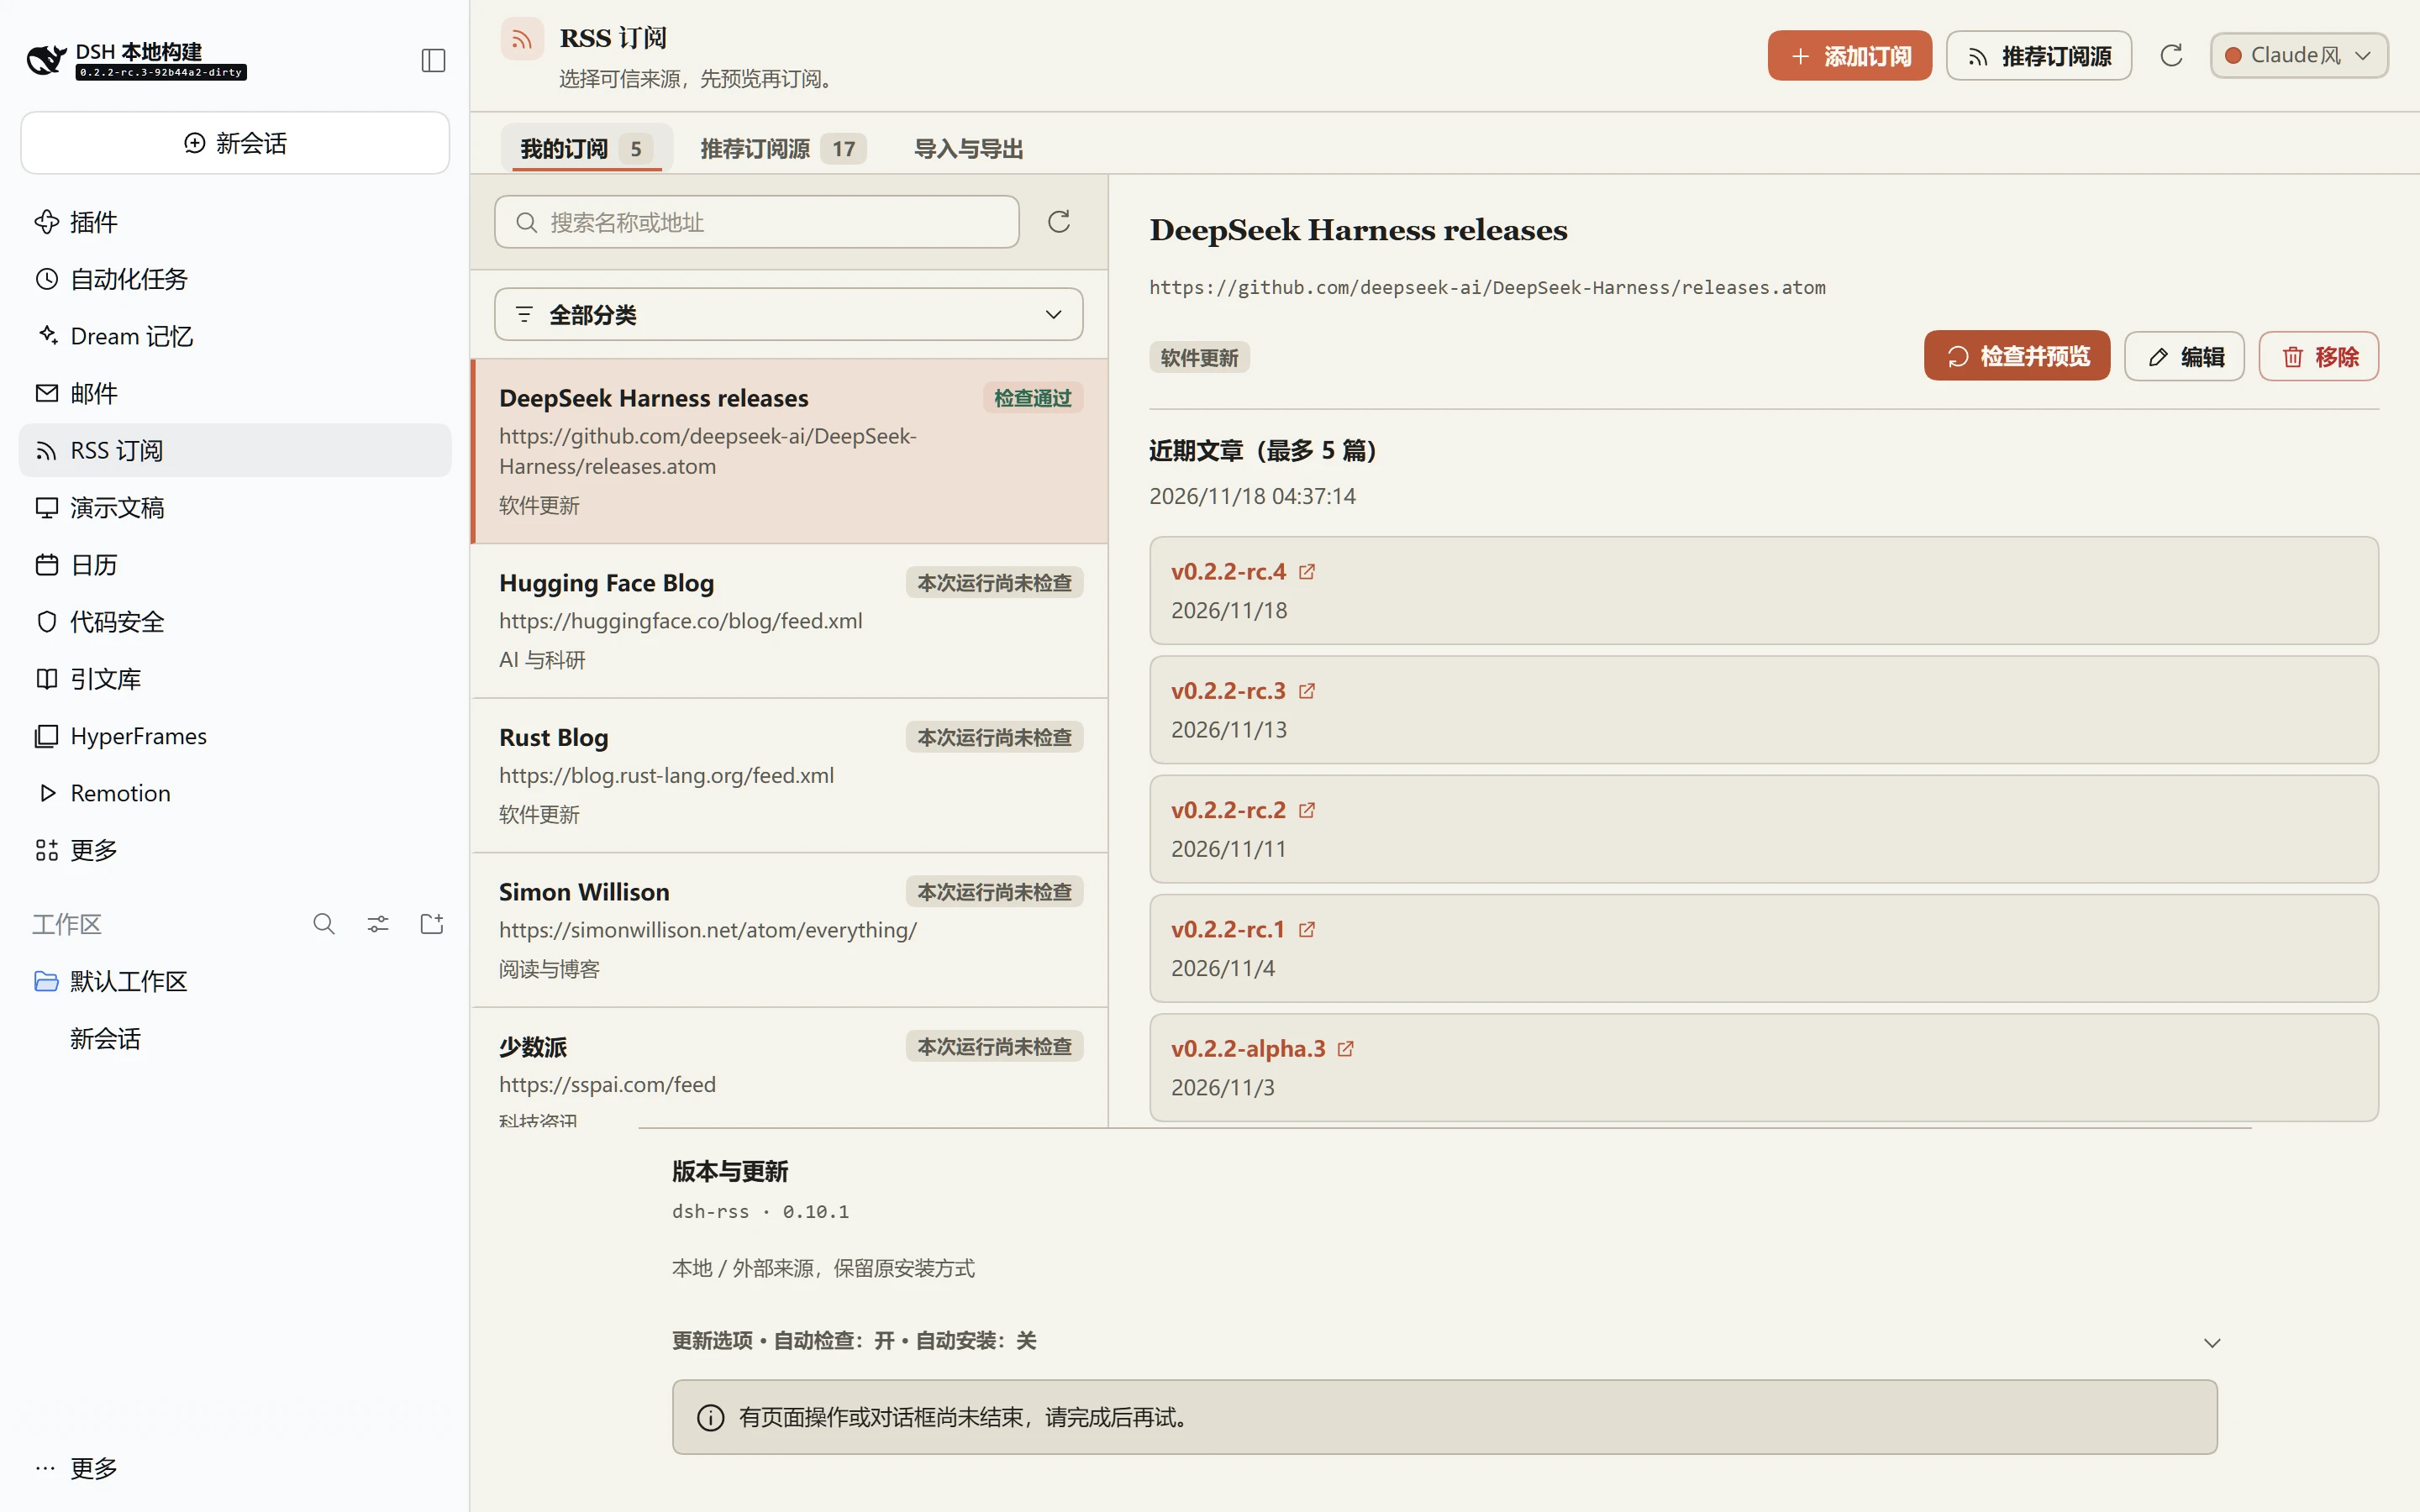 DSH 本地构建
0.2.2-rc.3-92b44a2-dirty
新会话
插件
自动化任务
Dream 记忆
邮件
RSS 订阅
演示文稿
日历
代码安全
引文库
HyperFrames
Remotion
更多
工作区
默认工作区
新会话
更多
RSS 订阅
选择可信来源，先预览再订阅。
添加订阅
推荐订阅源
Claude风
我的订阅 5
推荐订阅源 17
导入与导出
搜索名称或地址
全部分类
DeepSeek Harness releases
检查通过
https://github.com/deepseek-ai/DeepSeek-
Harness/releases.atom
软件更新
Hugging Face Blog
本次运行尚未检查
https://huggingface.co/blog/feed.xml
AI 与科研
Rust Blog
本次运行尚未检查
https://blog.rust-lang.org/feed.xml
软件更新
Simon Willison
本次运行尚未检查
https://simonwillison.net/atom/everything/
阅读与博客
少数派
本次运行尚未检查
https://sspai.com/feed
科技资讯
DeepSeek Harness releases
https://github.com/deepseek-ai/DeepSeek-Harness/releases.atom
软件更新
检查并预览
编辑
移除
近期文章（最多 5 篇）
2026/11/18 04:37:14
v0.2.2-rc.4
2026/11/18
v0.2.2-rc.3
2026/11/13
v0.2.2-rc.2
2026/11/11
v0.2.2-rc.1
2026/11/4
v0.2.2-alpha.3
2026/11/3
版本与更新
dsh-rss · 0.10.1
本地 / 外部来源，保留原安装方式
更新选项 • 自动检查：开 • 自动安装：关
有页面操作或对话框尚未结束，请完成后再试。